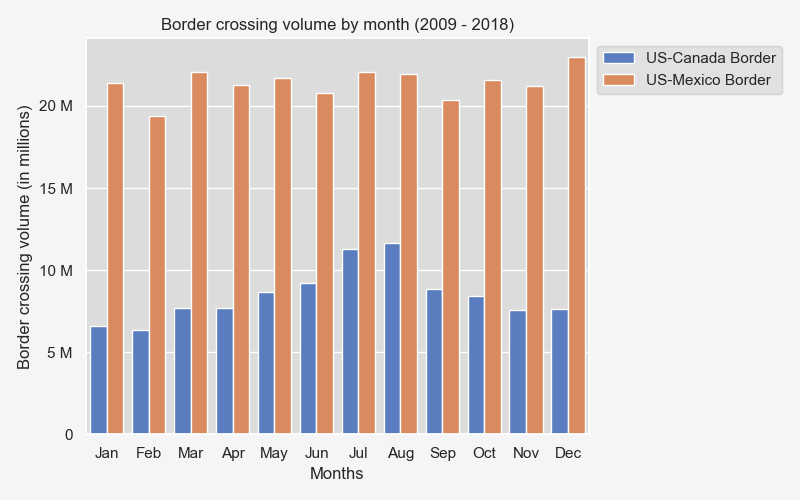 Border crossing volume by month (2009 - 2018)
US-Canada Border
US-Mexico Border
Border crossing volume (in millions)
20 M
15 M
10 M
5 M
0
Jan Feb Mar Apr May Jun Jul Aug Sep Oct Nov Dec
Months